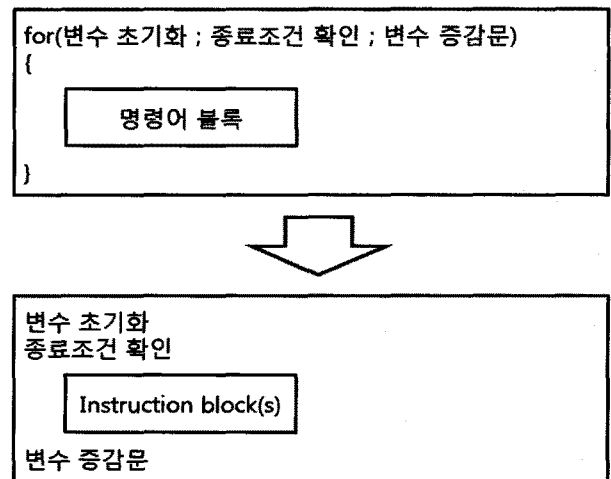 for(변수 초기화 ; 종료조건 확인 ; 변수 증감문)
{
명령어 블록
}
변수 초기화
종료조건 확인
Instruction block(s)
변수 증감문